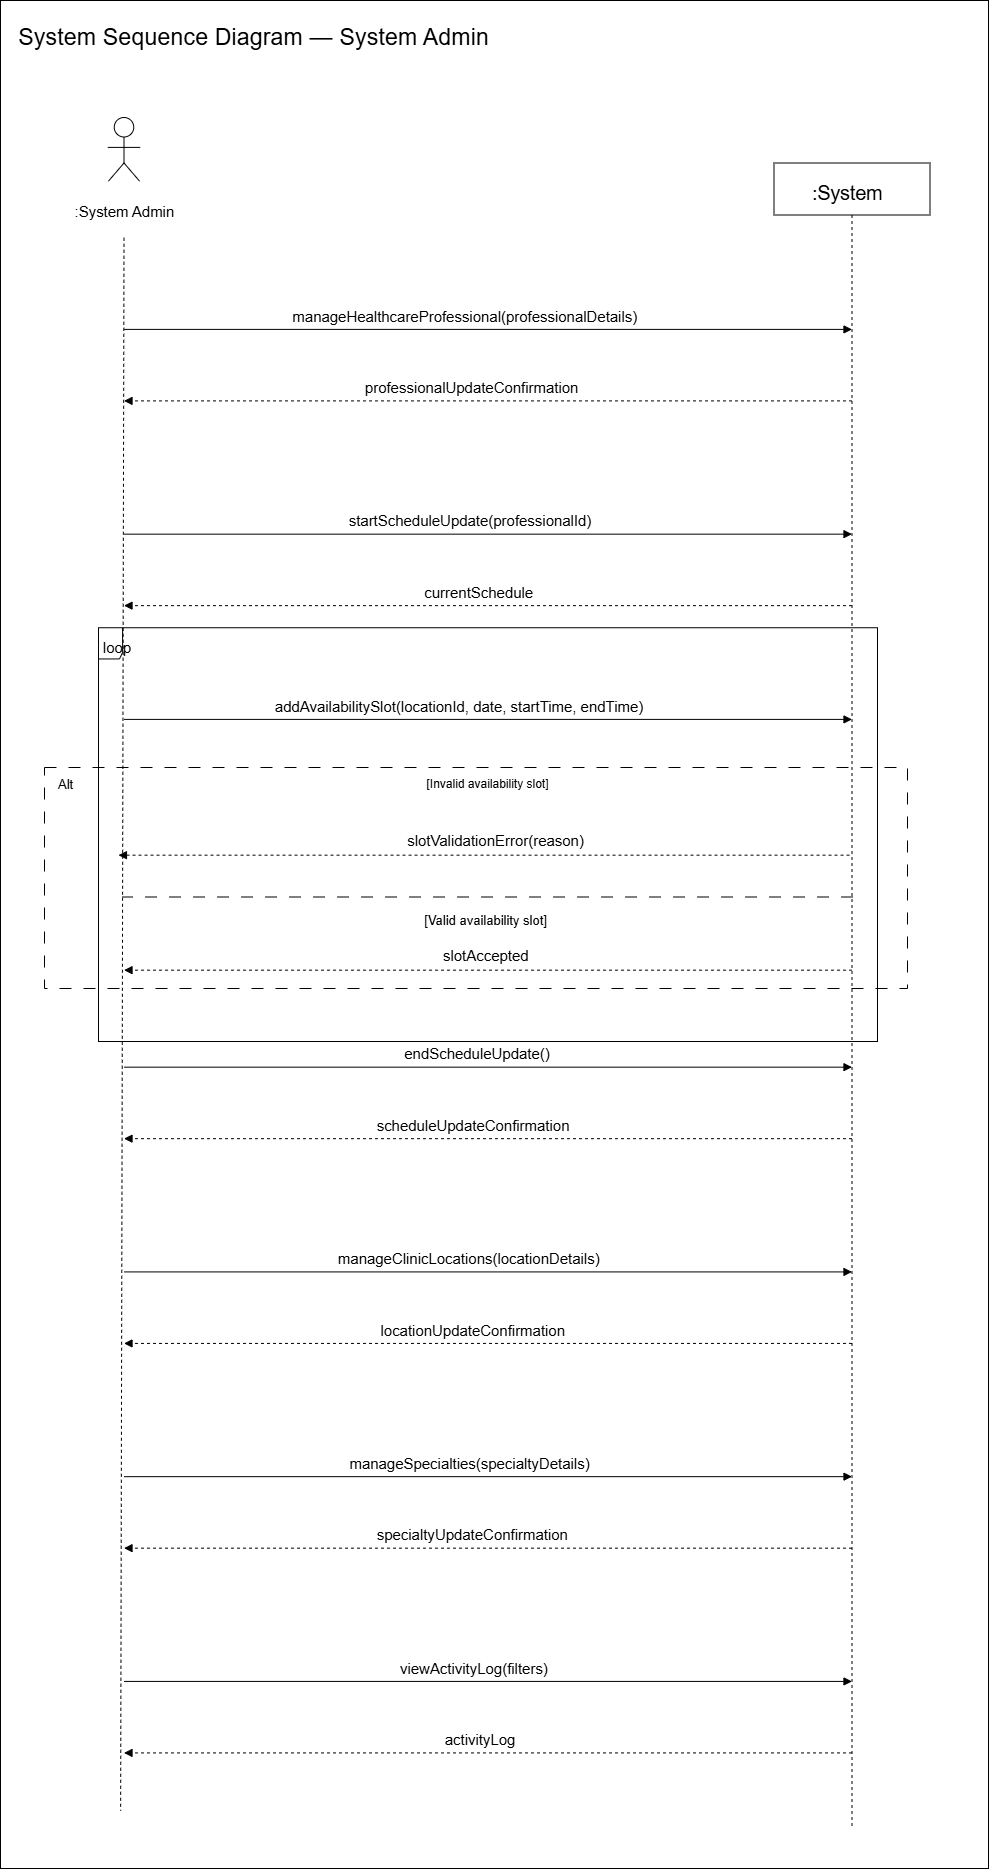 System Sequence Diagram — System Admin
:System Admin
:System
manageHealthcareProfessional(professionalDetails)
professionalUpdateConfirmation
startScheduleUpdate(professionalId)
currentSchedule
loop
addAvailabilitySlot(locationId, date, startTime, endTime)
Alt
[Invalid availability slot]
slotValidationError(reason)
[Valid availability slot]
slotAccepted
endScheduleUpdate()
scheduleUpdateConfirmation
manageClinicLocations(locationDetails)
locationUpdateConfirmation
manageSpecialties(specialtyDetails)
specialtyUpdateConfirmation
viewActivityLog(filters)
activityLog